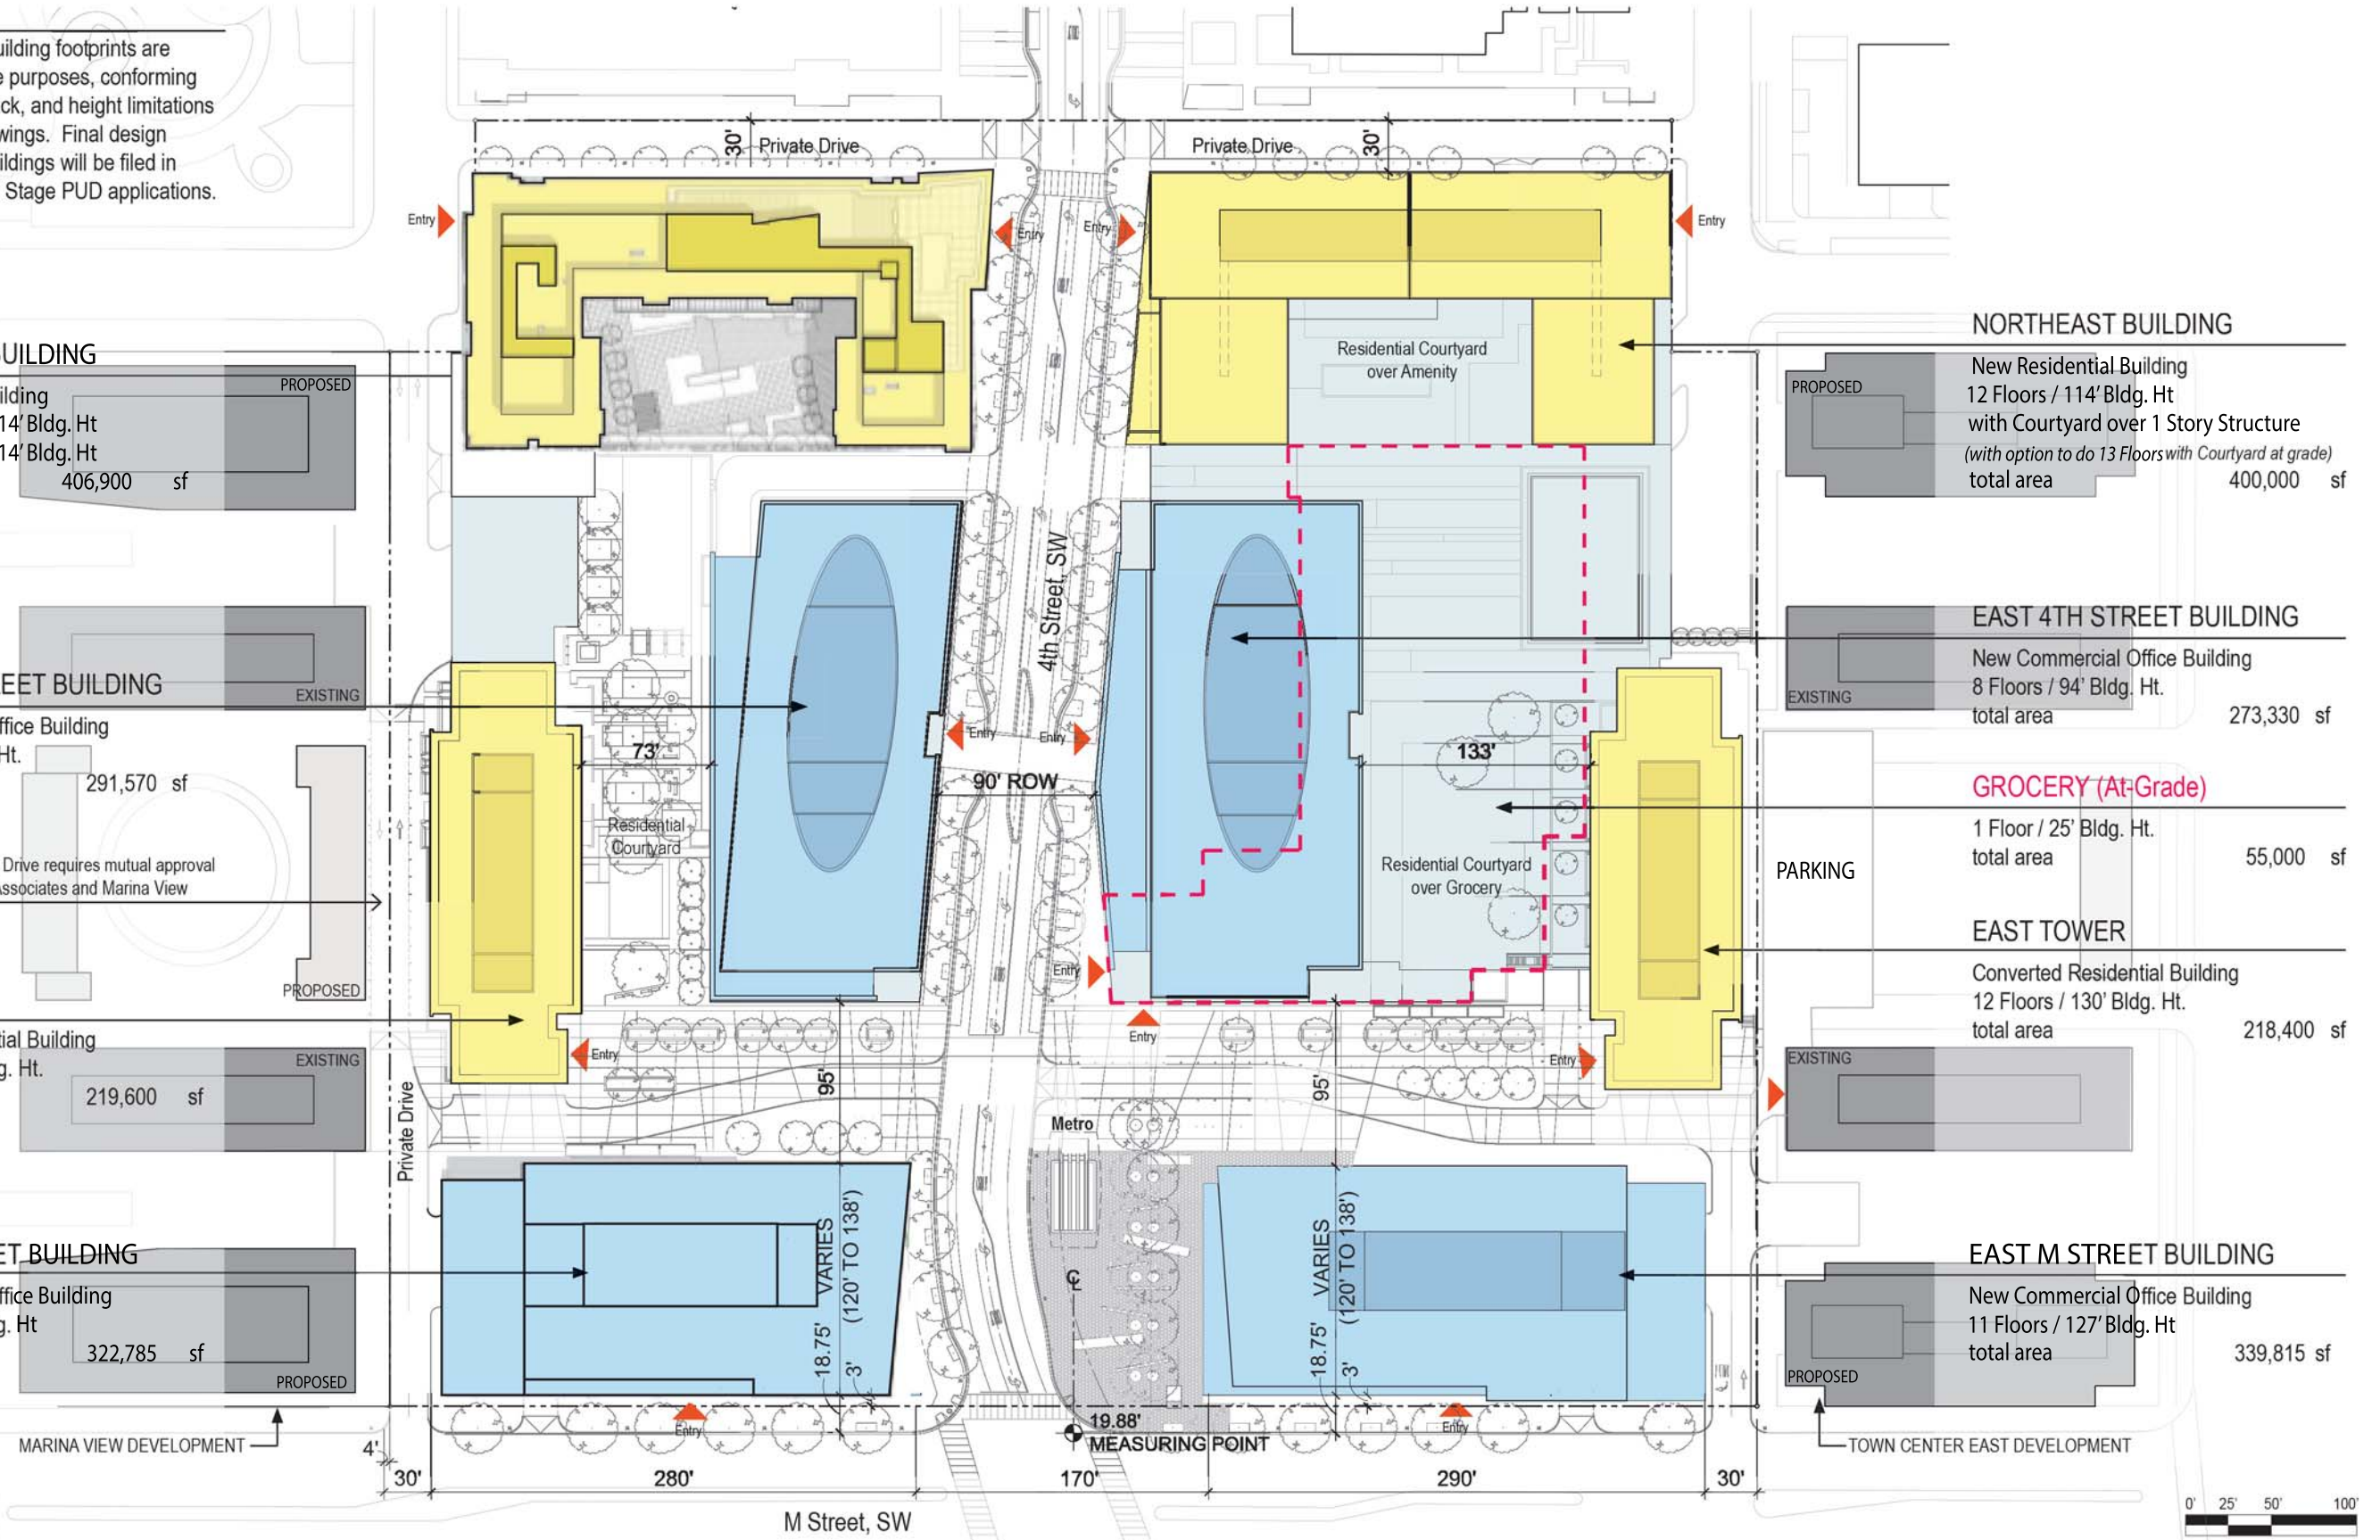 uilding footprints are
purposes, conforming
ck, and height limitations
wings. Final design
ildings will be filed in
Stage PUD applications.
30' Private Drive
Private Drive 30'
Entry
Entry
Entry
Entry
BUILDING
PROPOSED
ilding
14' Bldg. Ht
14' Bldg. Ht
406,900 sf
Residential Courtyard
over Amenity
NORTHEAST BUILDING
PROPOSED
New Residential Building
12 Floors / 114' Bldg. Ht
with Courtyard over 1 Story Structure
(with option to do 13 Floors with Courtyard at grade)
total area 400,000 sf
4th Street, SW
EET BUILDING
EXISTING
ffice Building
Ht.
291,570 sf
EAST 4TH STREET BUILDING
New Commercial Office Building
8 Floors / 94' Bldg. Ht.
EXISTING
total area 273,330 sf
73'
Entry
Entry
133'
90' ROW
Residential
Courtyard
GROCERY (At-Grade)
1 Floor / 25' Bldg. Ht.
total area 55,000 sf
Drive requires mutual approval
Associates and Marina View
Residential Courtyard
over Grocery
PARKING
PROPOSED
Entry
EAST TOWER
Converted Residential Building
12 Floors / 130' Bldg. Ht.
total area 218,400 sf
tial Building
g. Ht.
EXISTING
219,600 sf
Entry
Entry
Entry
EXISTING
95'
95'
Private Drive
Metro
ET BUILDING
ffice Building
g. Ht
322,785 sf
PROPOSED
VARIES
(120' TO 138')
18.75'
3'
VARIES
(120' TO 138')
18.75'
3'
EAST M STREET BUILDING
New Commercial Office Building
11 Floors / 127' Bldg. Ht
total area 339,815 sf
PROPOSED
Entry
Entry
19.88'
MEASURING POINT
MARINA VIEW DEVELOPMENT
TOWN CENTER EAST DEVELOPMENT
4'
30' 280' 170' 290' 30'
M Street, SW
0' 25' 50' 100'